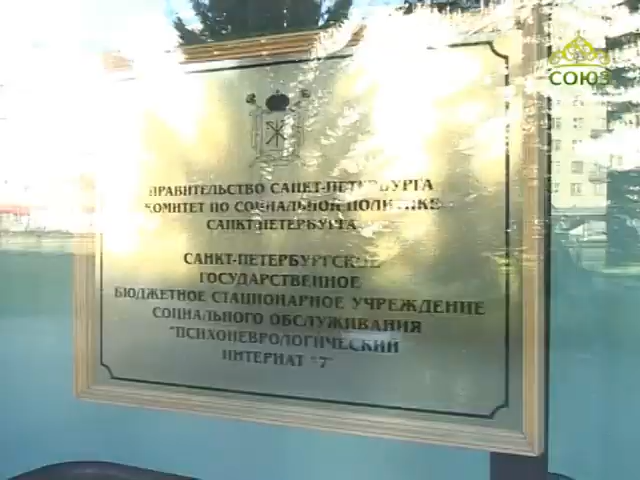 СОЮЗ
ПРАВИТЕЛЬСТВО САНКТ-ПЕТЕРБУРГА
КОМИТЕТ ПО СОЦИАЛЬНОЙ ПОЛИТИКЕ
САНКТ-ПЕТЕРБУРГА
САНКТ-ПЕТЕРБУРГСКОЕ
ГОСУДАРСТВЕННОЕ
БЮДЖЕТНОЕ СТАЦИОНАРНОЕ УЧРЕЖДЕНИЕ
СОЦИАЛЬНОГО ОБСЛУЖИВАНИЯ
"ПСИХОНЕВРОЛОГИЧЕСКИЙ
ИНТЕРНАТ "7"